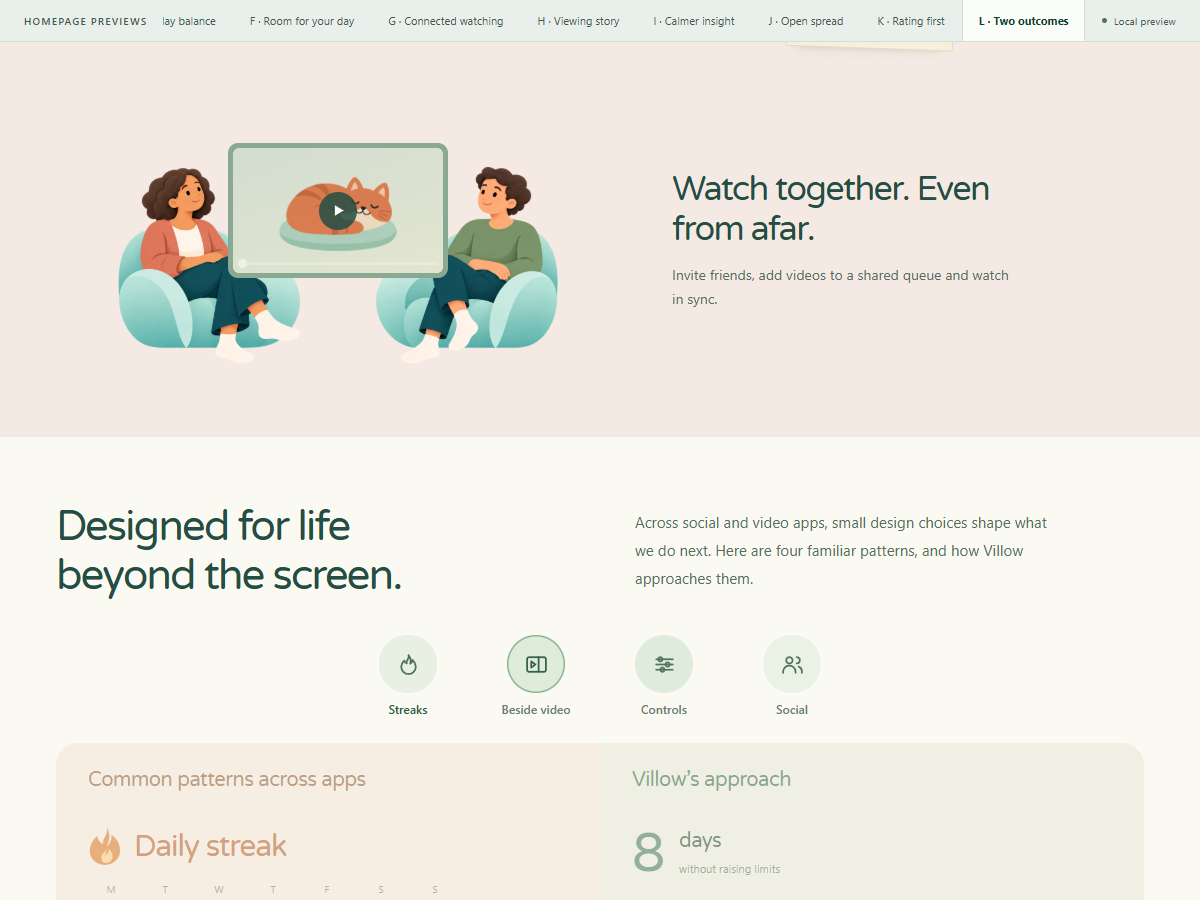 HOMEPAGE PREVIEWS
lay balance
F · Room for your day
G · Connected watching
H · Viewing story
I · Calmer insight
J · Open spread
K · Rating first
L · Two outcomes
Local preview
Watch together. Even
from afar.
Invite friends, add videos to a shared queue and watch
in sync.
Designed for life
beyond the screen.
Across social and video apps, small design choices shape what
we do next. Here are four familiar patterns, and how Villow
approaches them.
Streaks
Beside video
Controls
Social
Common patterns across apps
Daily streak
M T W T F S S
Villow’s approach
8 days
without raising limits